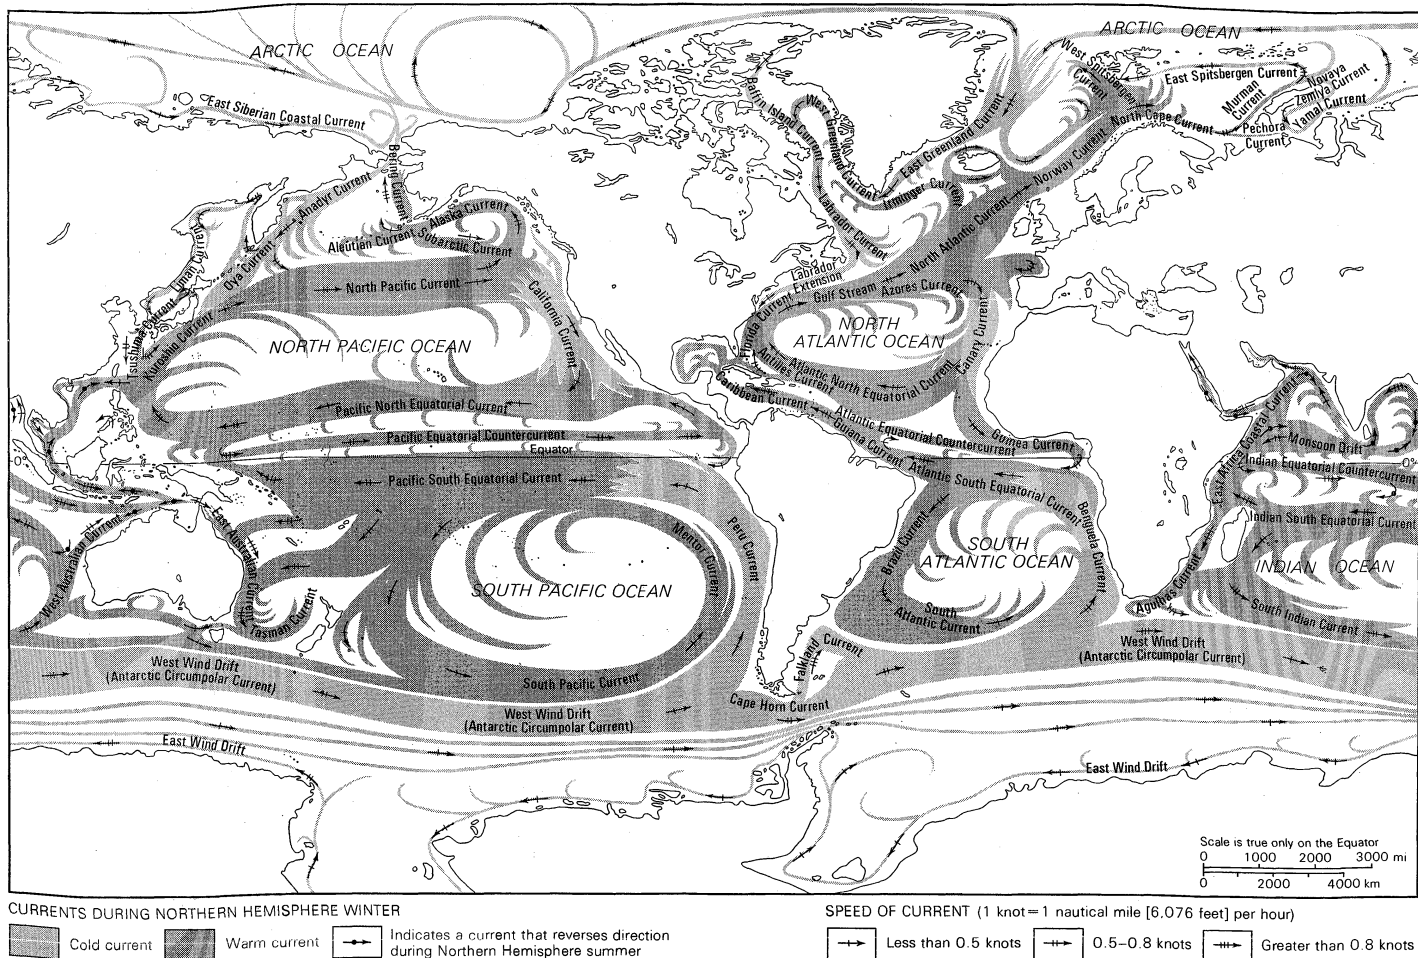 ARCTIC OCEAN
ARCTIC OCEAN
West Spitsbergen
Current
East Spitsbergen Current
Novaya
Zemlya Current
Murman
Current
Yamal Current
East Siberian Coastal Current
Baffin Island Current
West Greenland Current
East Greenland Current
North Cape Current
Pechora
Current
Bering Current
Anadyr Current
Norway Current
Irminger Current
Alaska Current
Aleutian Current
Subarctic Current
Labrador Current
North Atlantic Current
Liman Current
Oya Current
Labrador
Extension
North Pacific Current
California Current
Gulf Stream
Azores Current
Tsushima Current
Kuroshio Current
Florida Current
NORTH PACIFIC OCEAN
NORTH
ATLANTIC OCEAN
Canary Current
Antilles Current
Atlantic North Equatorial Current
Caribbean Current
Pacific North Equatorial Current
Atlantic Equatorial Countercurrent
Guinea Current
Guiana Current
East Africa Coastal Current
Monsoon Drift
Pacific Equatorial Countercurrent
Equator
Indian Equatorial Countercurrent
0°
0°
Pacific South Equatorial Current
Atlantic South Equatorial Current
Indian South Equatorial Current
East Australian Current
West Australian Current
Peru Current
Mentor Current
Brazil Current
Benguela Current
SOUTH
ATLANTIC OCEAN
SOUTH PACIFIC OCEAN
INDIAN OCEAN
Agulhas Current
South Indian Current
Tasman Current
South
Atlantic Current
Falkland Current
West Wind Drift
(Antarctic Circumpolar Current)
West Wind Drift
(Antarctic Circumpolar Current)
South Pacific Current
Cape Horn Current
West Wind Drift
(Antarctic Circumpolar Current)
East Wind Drift
East Wind Drift
Scale is true only on the Equator
0 1000 2000 3000 mi
0 2000 4000 km
CURRENTS DURING NORTHERN HEMISPHERE WINTER
Cold current
Warm current
Indicates a current that reverses direction
during Northern Hemisphere summer
SPEED OF CURRENT (1 knot=1 nautical mile [6,076 feet] per hour)
Less than 0.5 knots
0.5–0.8 knots
Greater than 0.8 knots